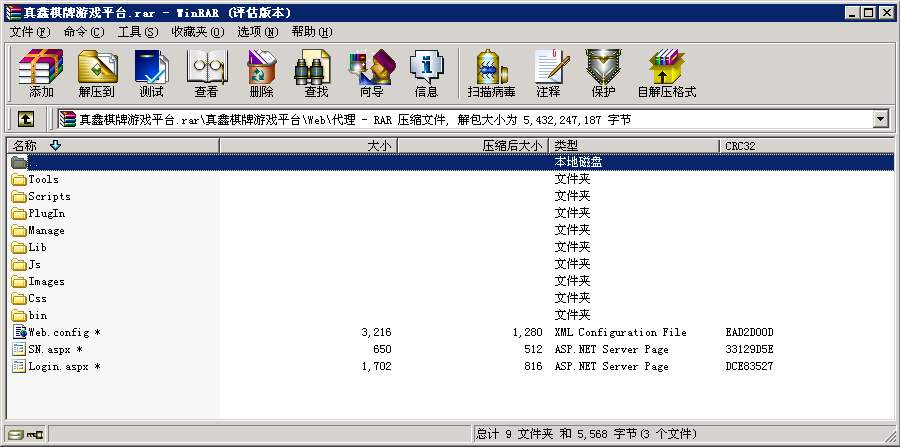 真鑫棋牌游戏平台.rar - WinRAR (评估版本)
文件(F) 命令(C) 工具(S) 收藏夹(O) 选项(N) 帮助(H)
添加 解压到 测试 查看 删除 查找 向导 信息 扫描病毒 注释 保护 自解压格式
真鑫棋牌游戏平台.rar\真鑫棋牌游戏平台\Web\代理 - RAR 压缩文件, 解包大小为 5,432,247,187 字节
名称 大小 压缩后大小 类型 CRC32
.. 本地磁盘
Tools 文件夹
Scripts 文件夹
PlugIn 文件夹
Manage 文件夹
Lib 文件夹
Js 文件夹
Images 文件夹
Css 文件夹
bin 文件夹
Web.config * 3,216 1,280 XML Configuration File EAD2D00D
SN.aspx * 650 512 ASP.NET Server Page 33129D5E
Login.aspx * 1,702 816 ASP.NET Server Page DCE83527
总计 9 文件夹 和 5,568 字节(3 个文件)